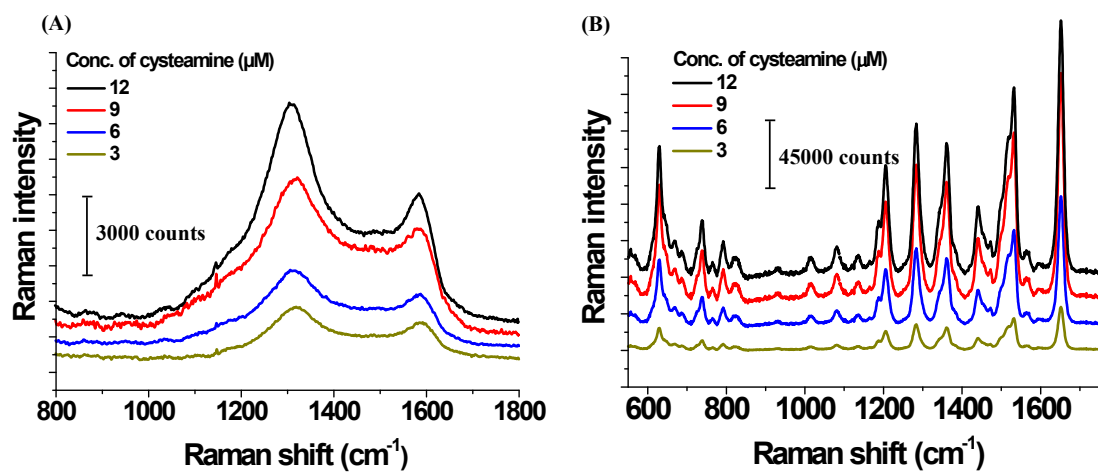 (A)
Conc. of cysteamine (μM)
12
9
6
3
3000 counts
Raman intensity
800 1000 1200 1400 1600 1800
Raman shift (cm-1)
(B)
Conc. of cysteamine (μM)
12
9
6
3
45000 counts
Raman intensity
600 800 1000 1200 1400 1600
Raman shift (cm-1)